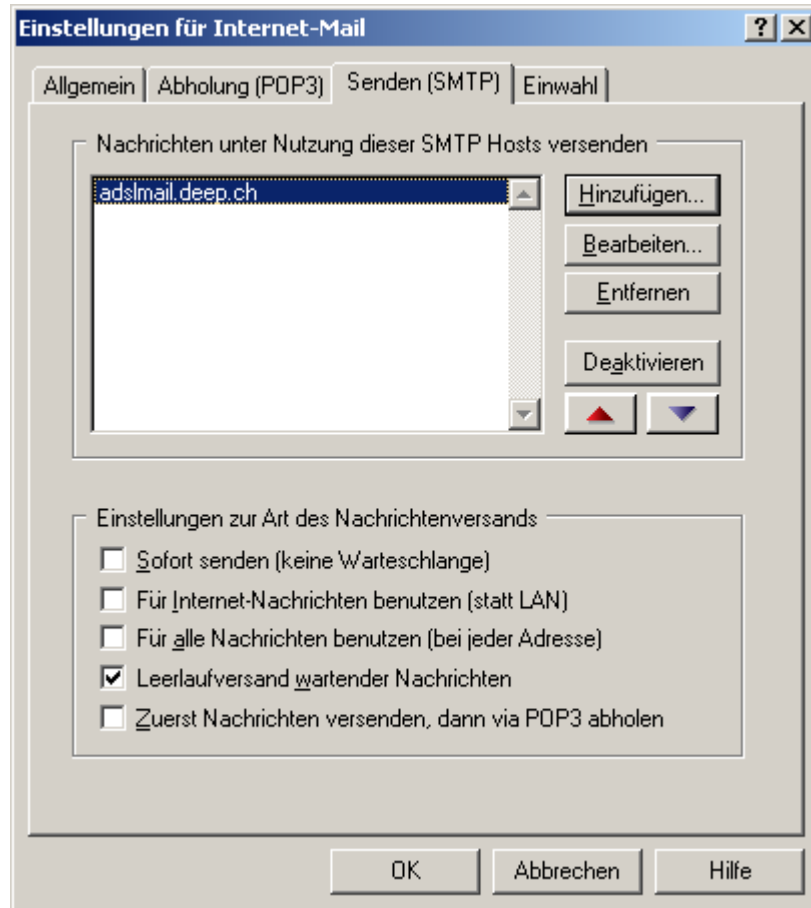 Einstellungen für Internet-Mail
Allgemein
Abholung (POP3)
Senden (SMTP)
Einwahl
Nachrichten unter Nutzung dieser SMTP Hosts versenden
adslmail.deep.ch
Hinzufügen...
Bearbeiten...
Entfernen
Deaktivieren
Einstellungen zur Art des Nachrichtenversands
Sofort senden (keine Warteschlange)
Für Internet-Nachrichten benutzen (statt LAN)
Für alle Nachrichten benutzen (bei jeder Adresse)
Leerlaufversand wartender Nachrichten
Zuerst Nachrichten versenden, dann via POP3 abholen
OK
Abbrechen
Hilfe